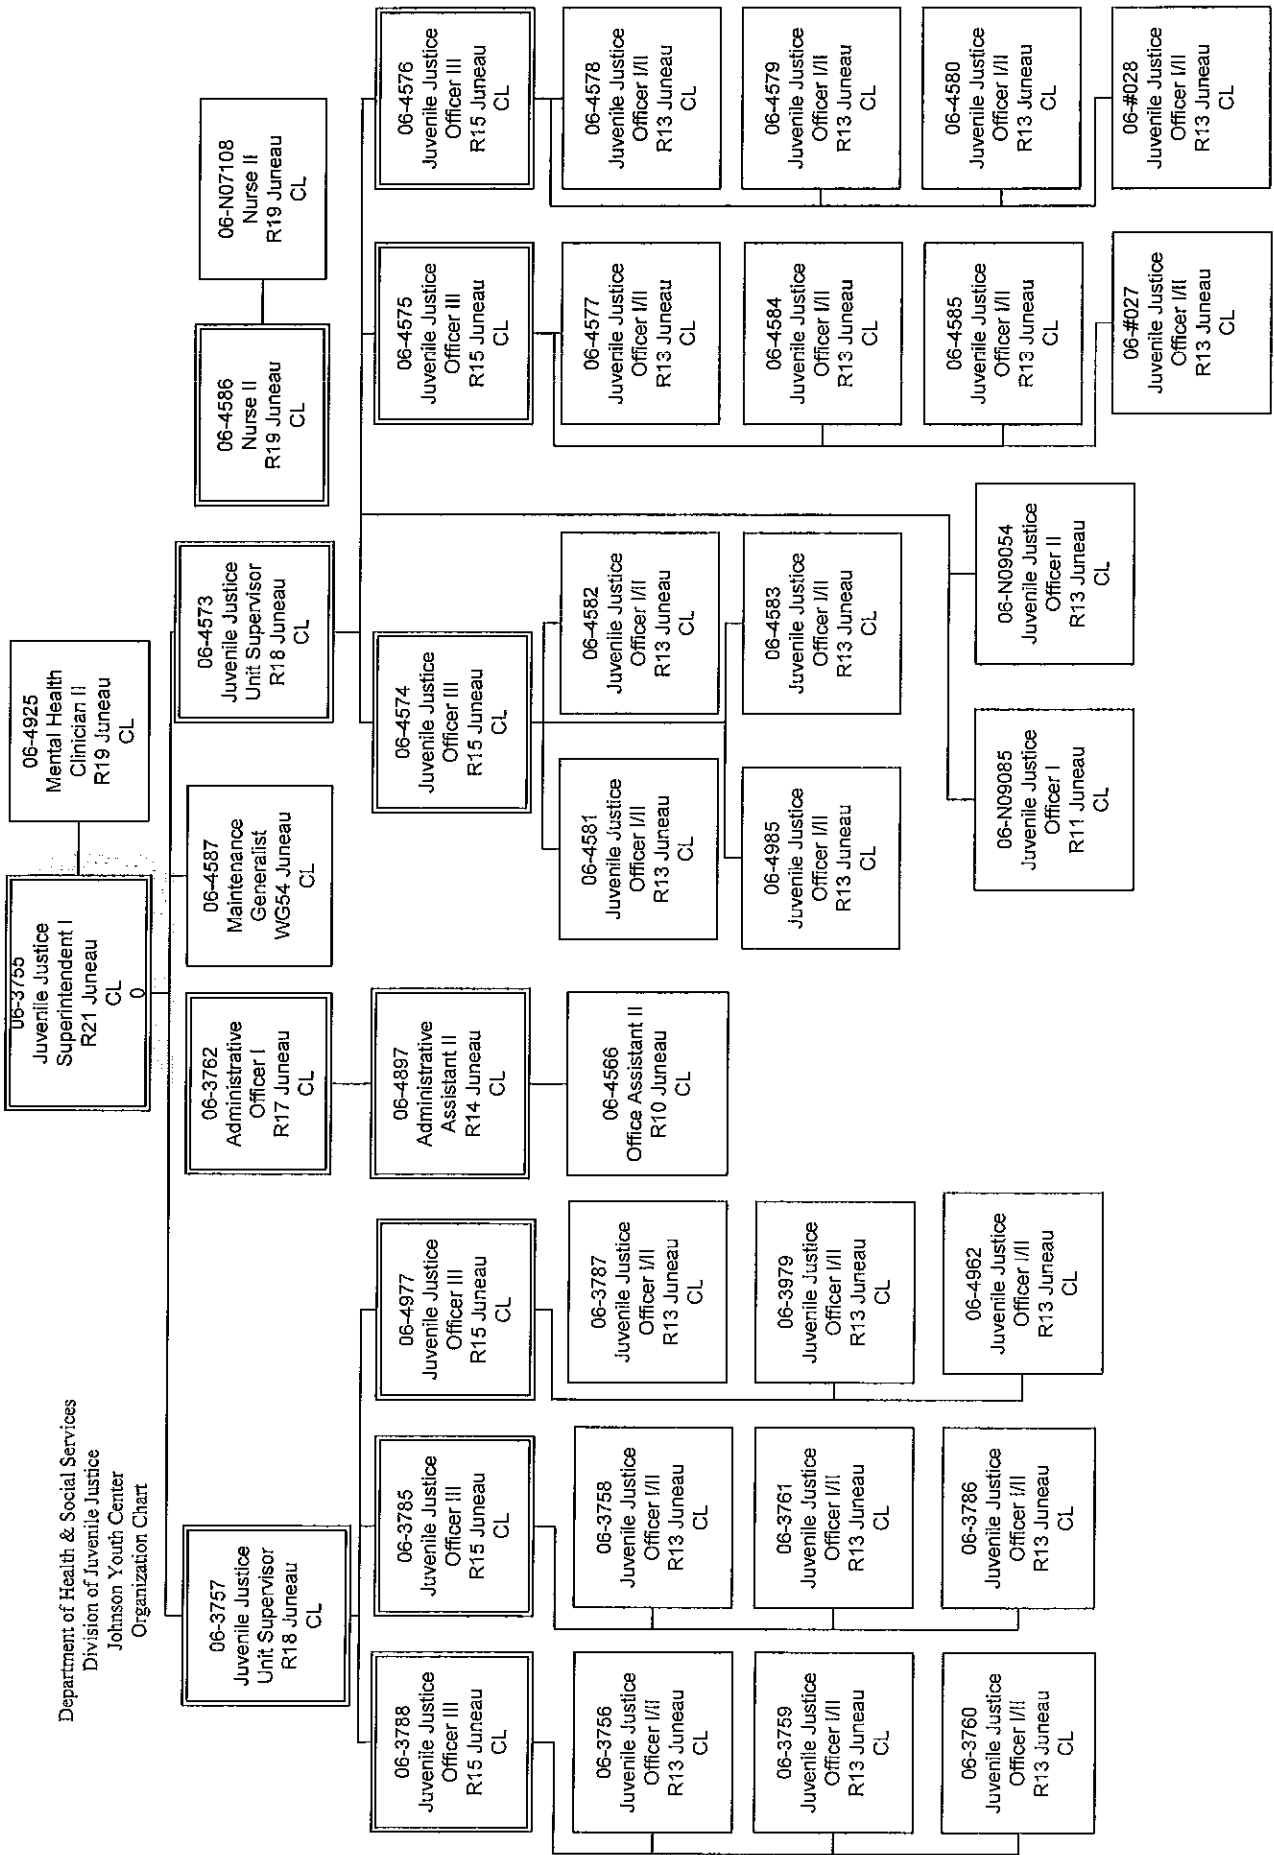 Department of Health & Social Services
Division of Juvenile Justice
Johnson Youth Center
Organization Chart
06-3755
Juvenile Justice
Superintendent I
R21 Juneau
CL
06-4925
Mental Health
Clinician II
R19 Juneau
CL
06-3757
Juvenile Justice
Unit Supervisor
R18 Juneau
CL
06-3762
Administrative
Officer I
R17 Juneau
CL
06-4587
Maintenance
Generalist
WG54 Juneau
CL
06-4573
Juvenile Justice
Unit Supervisor
R18 Juneau
CL
06-4586
Nurse II
R19 Juneau
CL
06-N07108
Nurse II
R19 Juneau
CL
06-3788
Juvenile Justice
Officer III
R15 Juneau
CL
06-3785
Juvenile Justice
Officer III
R15 Juneau
CL
06-4977
Juvenile Justice
Officer III
R15 Juneau
CL
06-4897
Administrative
Assistant II
R14 Juneau
CL
06-4574
Juvenile Justice
Officer III
R15 Juneau
CL
06-4575
Juvenile Justice
Officer III
R15 Juneau
CL
06-4576
Juvenile Justice
Officer III
R15 Juneau
CL
06-3756
Juvenile Justice
Officer I/II
R13 Juneau
CL
06-3758
Juvenile Justice
Officer I/II
R13 Juneau
CL
06-3787
Juvenile Justice
Officer I/II
R13 Juneau
CL
06-4566
Office Assistant II
R10 Juneau
CL
06-4581
Juvenile Justice
Officer I/II
R13 Juneau
CL
06-4582
Juvenile Justice
Officer I/II
R13 Juneau
CL
06-4577
Juvenile Justice
Officer I/II
R13 Juneau
CL
06-4578
Juvenile Justice
Officer I/II
R13 Juneau
CL
06-3759
Juvenile Justice
Officer I/II
R13 Juneau
CL
06-3761
Juvenile Justice
Officer I/II
R13 Juneau
CL
06-3979
Juvenile Justice
Officer I/II
R13 Juneau
CL
06-4985
Juvenile Justice
Officer I/II
R13 Juneau
CL
06-4583
Juvenile Justice
Officer I/II
R13 Juneau
CL
06-4584
Juvenile Justice
Officer I/II
R13 Juneau
CL
06-4579
Juvenile Justice
Officer I/II
R13 Juneau
CL
06-3760
Juvenile Justice
Officer I/II
R13 Juneau
CL
06-3786
Juvenile Justice
Officer I/II
R13 Juneau
CL
06-4962
Juvenile Justice
Officer I/II
R13 Juneau
CL
06-N09085
Juvenile Justice
Officer I
R11 Juneau
CL
06-N09054
Juvenile Justice
Officer II
R13 Juneau
CL
06-4585
Juvenile Justice
Officer I/II
R13 Juneau
CL
06-4580
Juvenile Justice
Officer I/II
R13 Juneau
CL
06-#027
Juvenile Justice
Officer I/II
R13 Juneau
CL
06-#028
Juvenile Justice
Officer I/II
R13 Juneau
CL